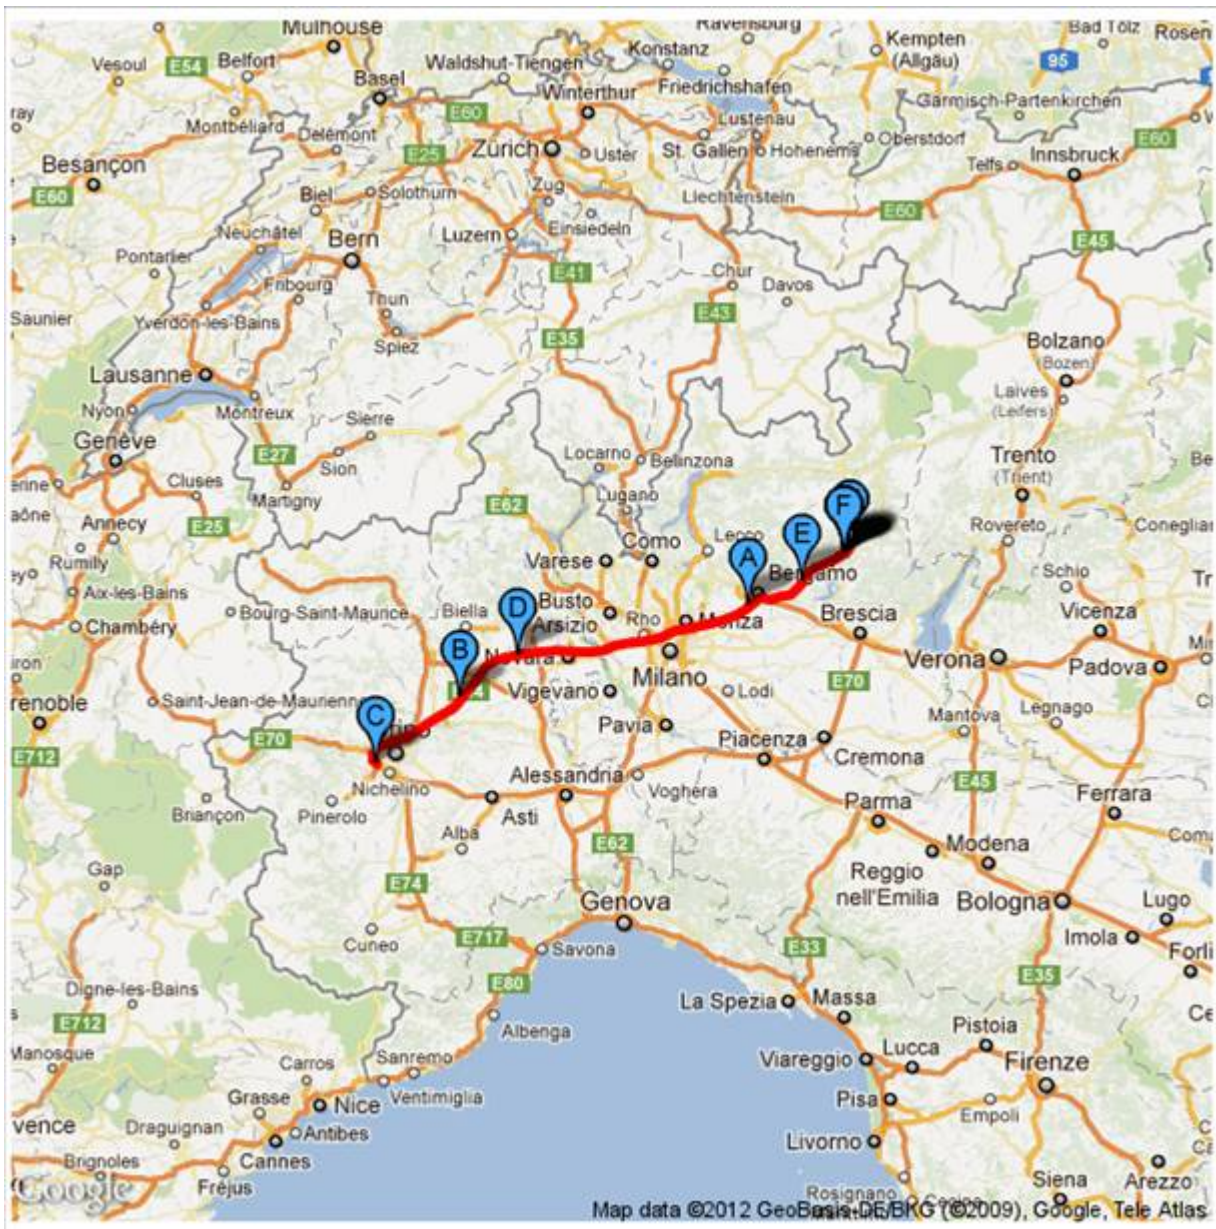 Mulhouse
Ravensburg
Bad Tölz
Rosen
Vesoul
E54
Belfort
Waldshut-Tiengen
Konstanz
Kempten
(Allgäu)
95
Basel
Friedrichshafen
Winterthur
Garmisch-Partenkirchen
ray
Montbéliard
Delémont
E60
Lustenau
Oberstdorf
E60
Besançon
E25
Zürich
Uster
St. Gallen
Hohenems
Telfs
Innsbruck
E60
Biel
Solothurn
Zug
Liechtenstein
E60
Neuchâtel
Bern
Luzern
Einsiedeln
E45
Pontarlier
Fribourg
E41
Chur
Davos
Saunier
Yverdon-les-Bains
Thun
Spiez
E35
E43
Bolzano
(Bozen)
Lausanne
Laives
(Leifers)
Nyon
Montreux
Sierre
Genève
E27
Sion
Locarno
Bellinzona
Trento
(Trient)
Be
Cluses
Martigny
E62
Lugano
F
Annecy
E25
Rovereto
Coneglian
Rumilly
Varese
Como
Lecco
A
E
Bergamo
Schio
Aix-les-Bains
Bourg-Saint-Maurice
Biella
D
Busto
Arsizio
Rho
Monza
Brescia
Vicenza
Chambéry
B
Milano
Verona
Padova
Saint-Jean-de-Maurienne
Vigevano
Lodi
E70
Mantova
Legnago
renoble
C
Pavia
Piacenza
Cremona
E712
E70
Nichelino
Alessandria
Voghera
E45
Ferrara
Briançon
Pinerolo
Asti
Parma
Alba
E62
Modena
Gap
E74
Reggio
nell'Emilia
Bologna
Lugo
Genova
Cuneo
E717
Savona
E33
Imola
Forli
E80
E35
Digne-les-Bains
La Spezia
Massa
E712
Albenga
Pistoia
Manosque
Carros
Sanremo
Viareggio
Lucca
Firenze
Grasse
Nice
Ventimiglia
Pisa
Empoli
vence
Draguignan
Antibes
Livorno
Brignoles
Cannes
Siena
Arezzo
Google
Fréjus
Rosignano
Map data ©2012 GeoBasis-DE/BKG (©2009), Google, Tele Atlas